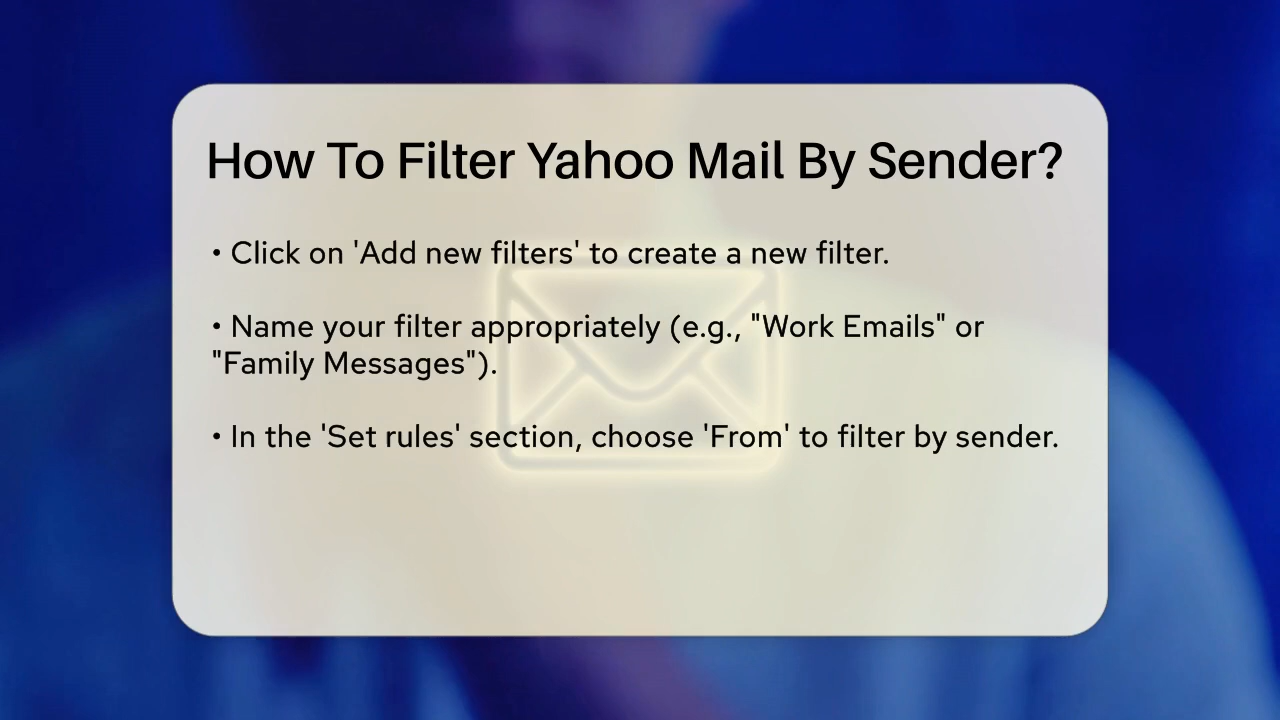 How To Filter Yahoo Mail By Sender?
• Click on 'Add new filters' to create a new filter.
• Name your filter appropriately (e.g., "Work Emails" or
"Family Messages").
• In the 'Set rules' section, choose 'From' to filter by sender.